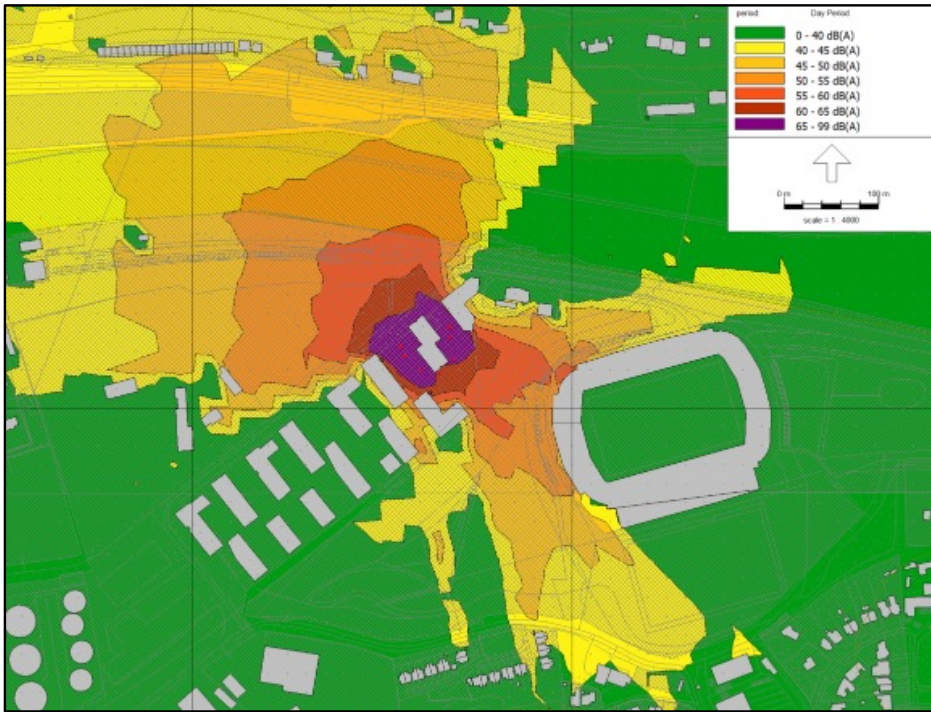 period: Day Period
0 - 40 dB(A)
40 - 45 dB(A)
45 - 50 dB(A)
50 - 55 dB(A)
55 - 60 dB(A)
60 - 65 dB(A)
65 - 99 dB(A)
0 m 100 m
scale = 1 : 4000